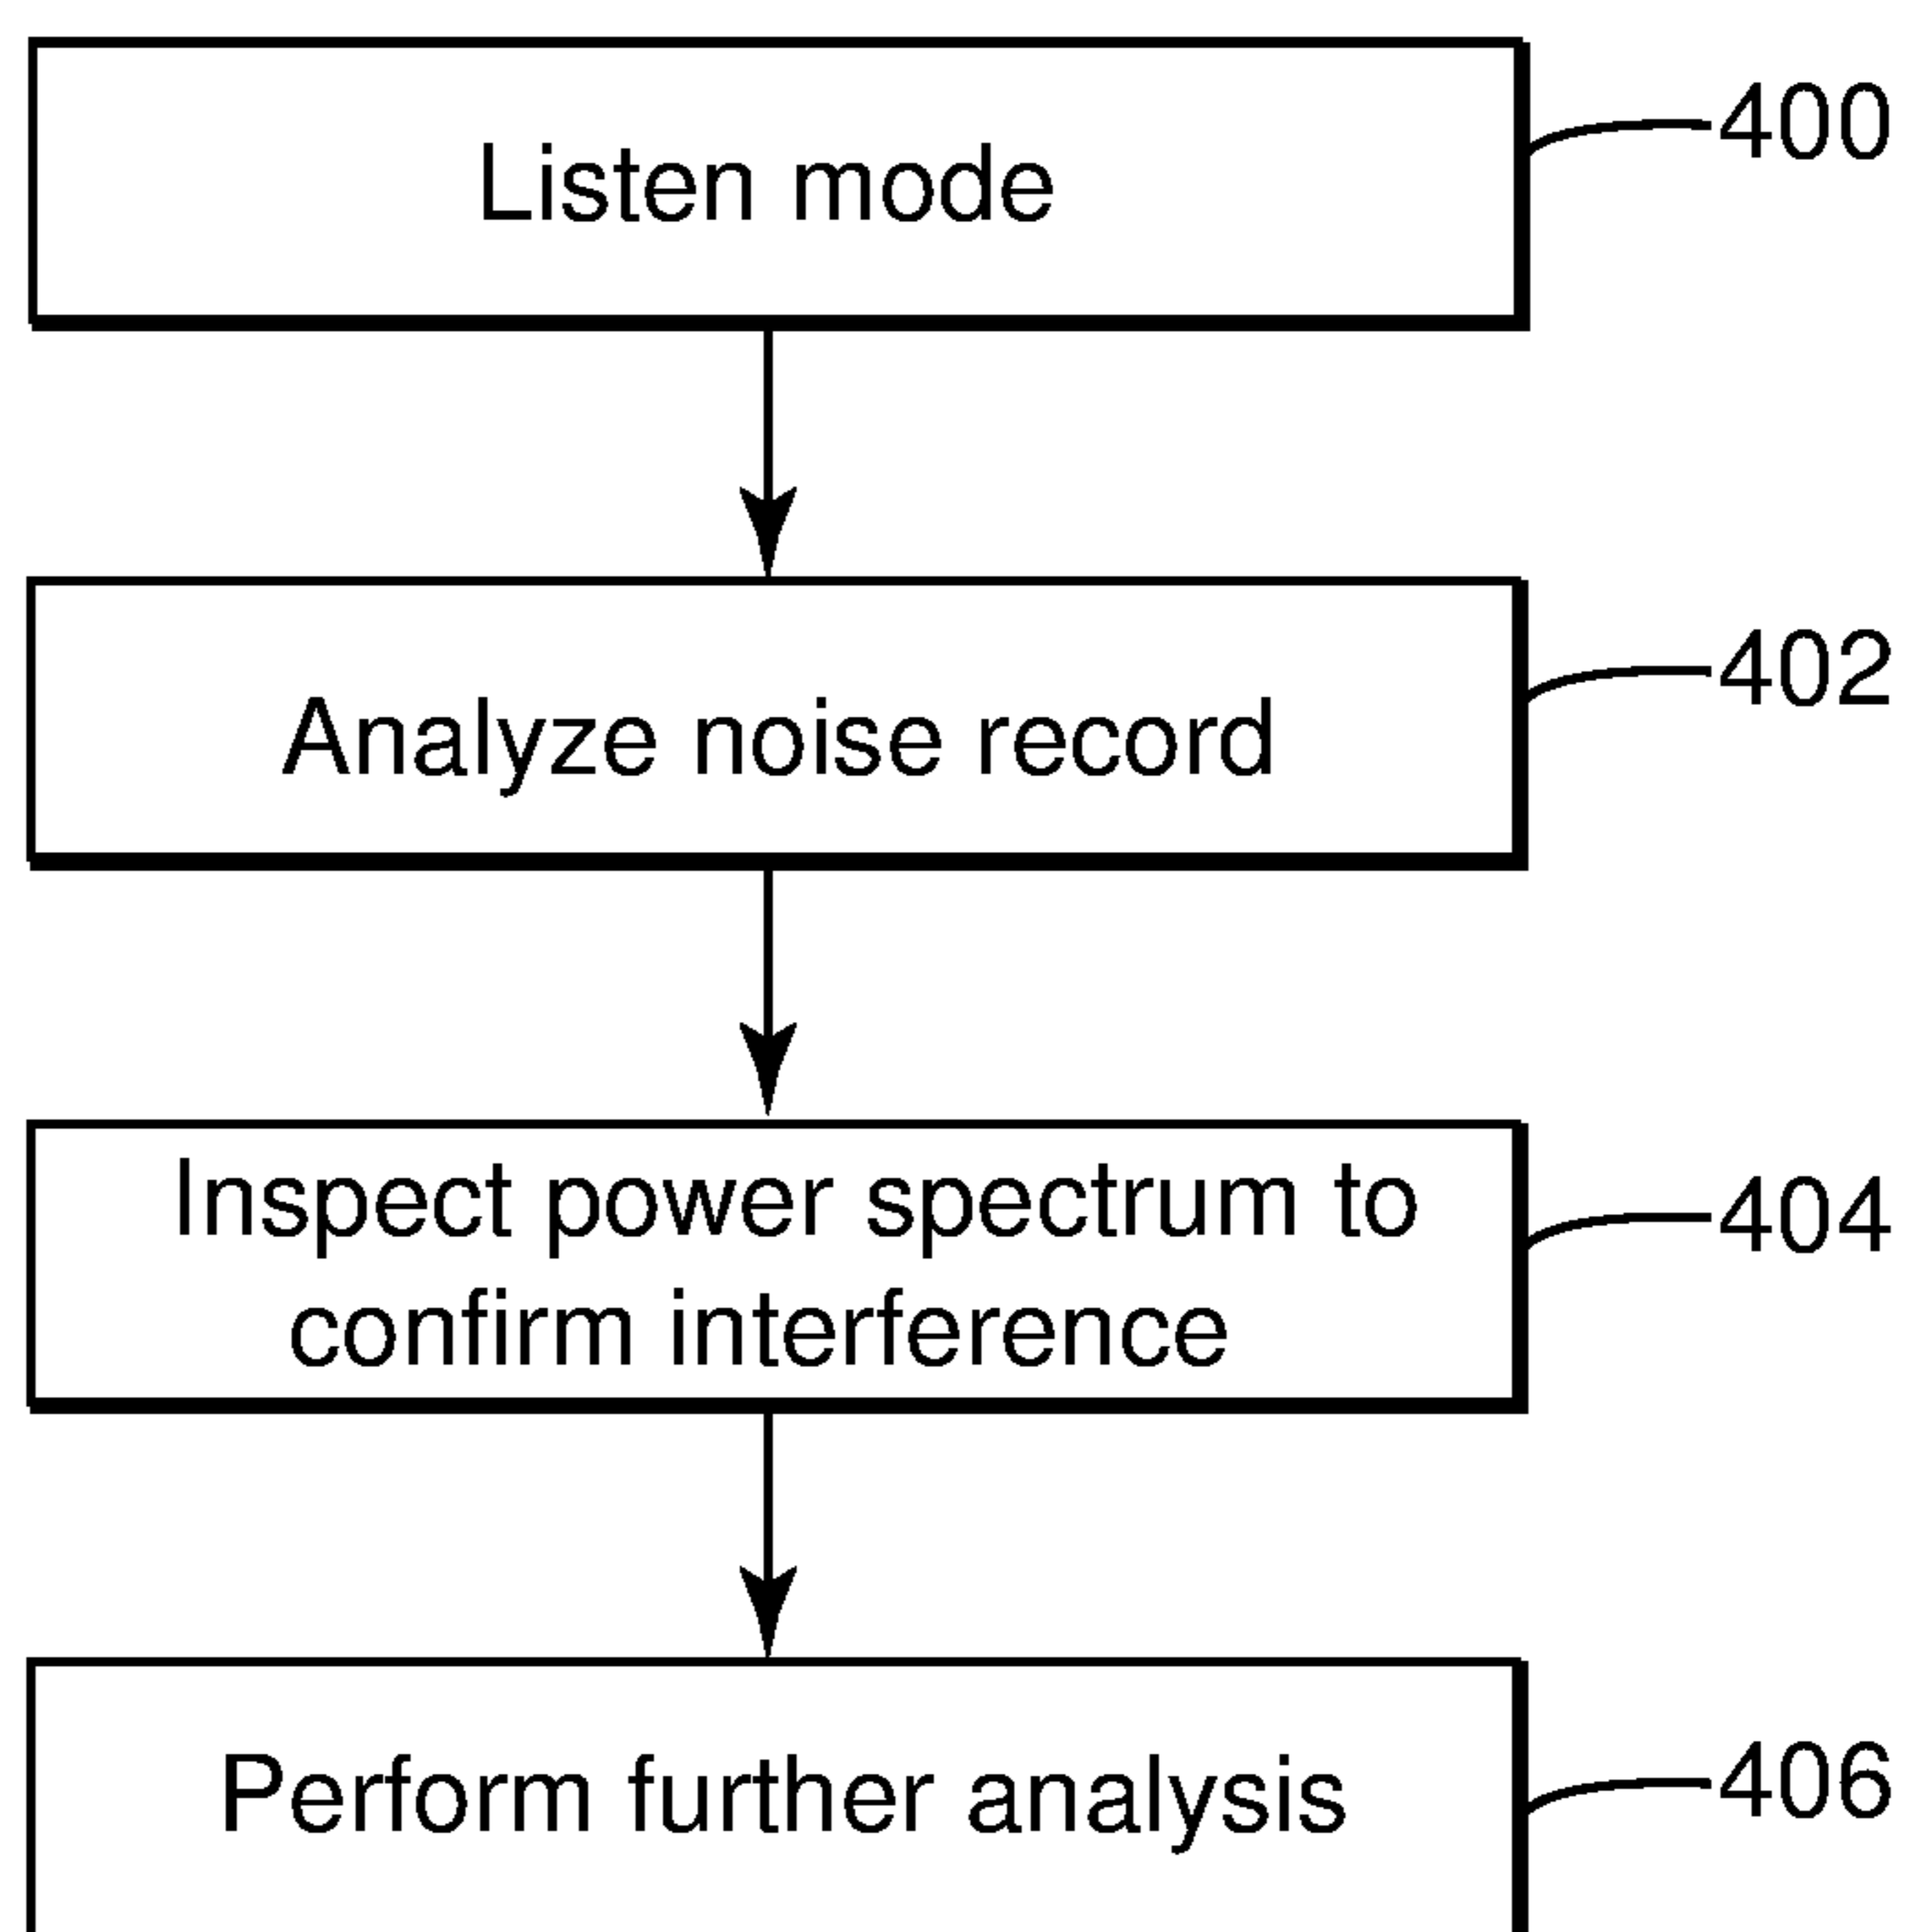 Listen mode
400
Analyze noise record
402
Inspect power spectrum to
confirm interference
404
Perform further analysis
406